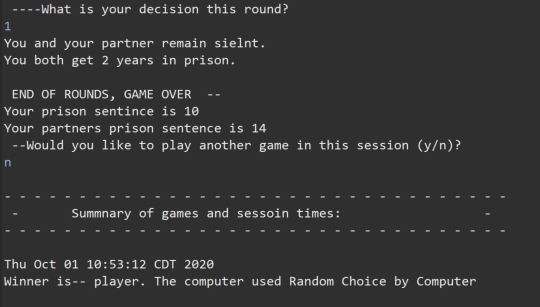 ----What is your decision this round?
1
You and your partner remain sielnt.
You both get 2 years in prison.
END OF ROUNDS, GAME OVER  --
Your prison sentince is 10
Your partners prison sentence is 14
--Would you like to play another game in this session (y/n)?
n
- - - - - - - - - - - - - - - - - - - - - - - - - - - - - - - - - -
-       Summnary of games and sessoin times:                   -
- - - - - - - - - - - - - - - - - - - - - - - - - - - - - - - - - -
Thu Oct 01 10:53:12 CDT 2020
Winner is-- player. The computer used Random Choice by Computer